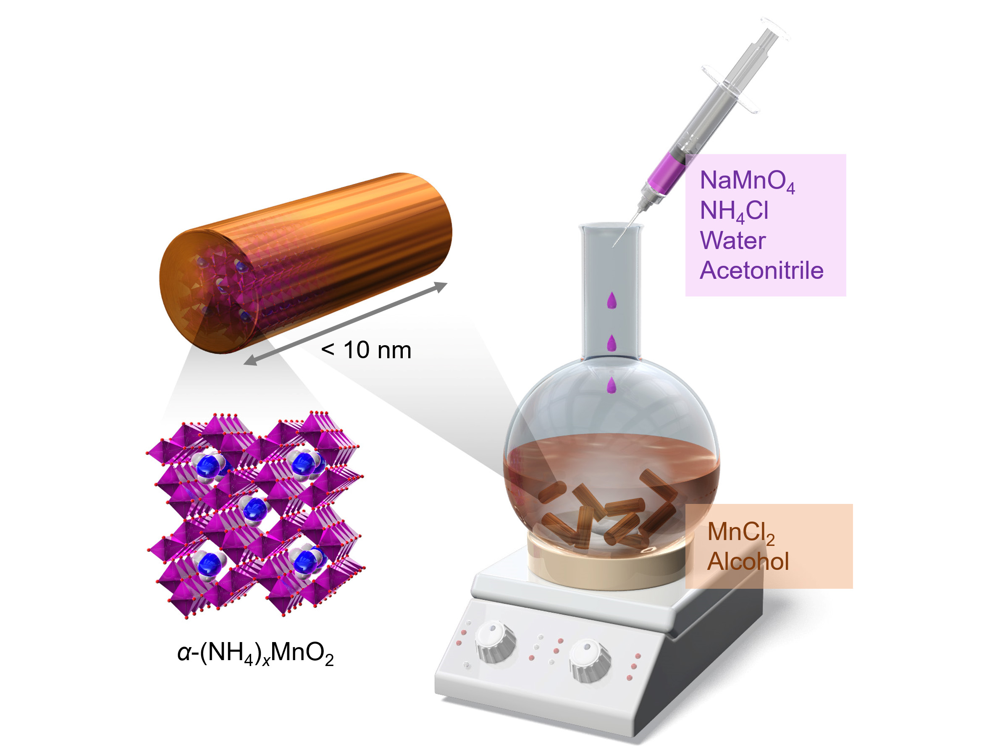 NaMnO₄
NH₄Cl
Water
Acetonitrile
< 10 nm
MnCl₂
Alcohol
α-(NH₄)ₓMnO₂